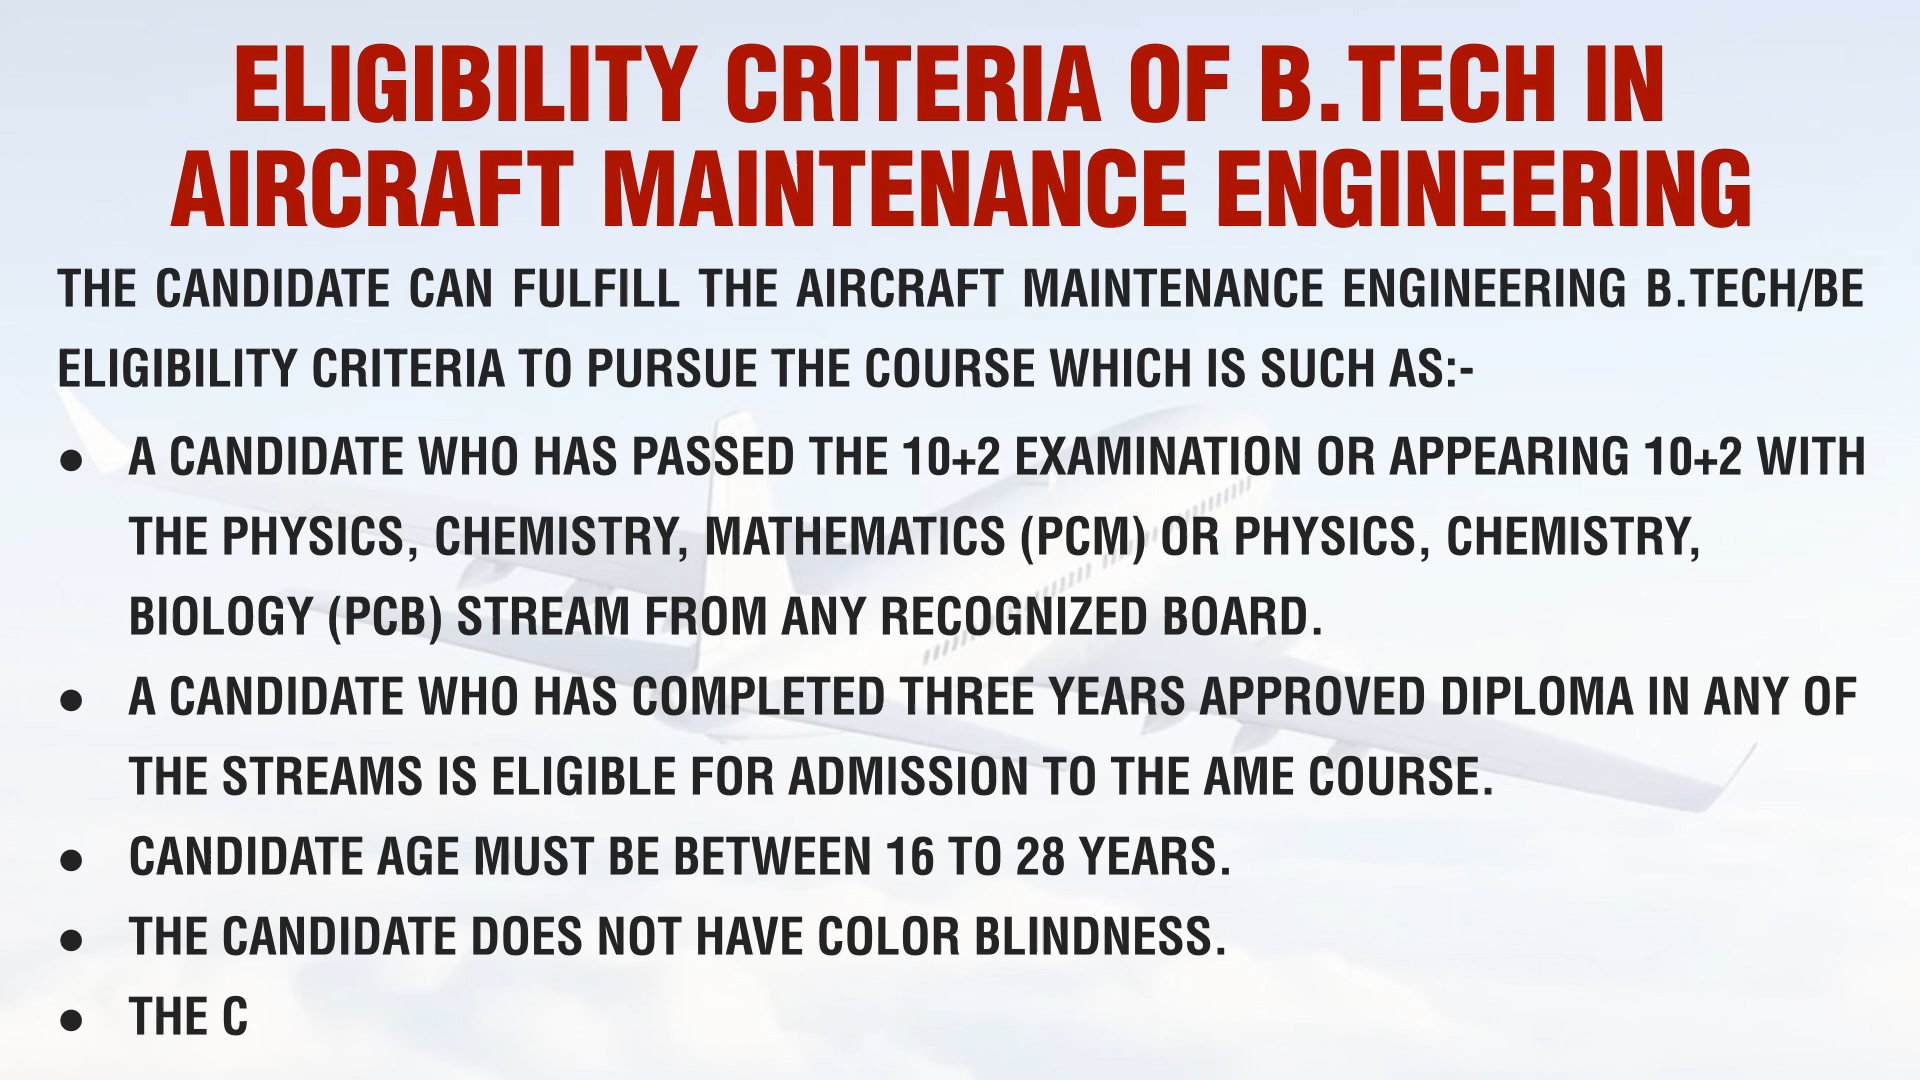 ELIGIBILITY CRITERIA OF B.TECH IN
AIRCRAFT MAINTENANCE ENGINEERING
THE CANDIDATE CAN FULFILL THE AIRCRAFT MAINTENANCE ENGINEERING B.TECH/BE
ELIGIBILITY CRITERIA TO PURSUE THE COURSE WHICH IS SUCH AS:-
● A CANDIDATE WHO HAS PASSED THE 10+2 EXAMINATION OR APPEARING 10+2 WITH
THE PHYSICS, CHEMISTRY, MATHEMATICS (PCM) OR PHYSICS, CHEMISTRY,
BIOLOGY (PCB) STREAM FROM ANY RECOGNIZED BOARD.
● A CANDIDATE WHO HAS COMPLETED THREE YEARS APPROVED DIPLOMA IN ANY OF
THE STREAMS IS ELIGIBLE FOR ADMISSION TO THE AME COURSE.
● CANDIDATE AGE MUST BE BETWEEN 16 TO 28 YEARS.
● THE CANDIDATE DOES NOT HAVE COLOR BLINDNESS.
● THE C